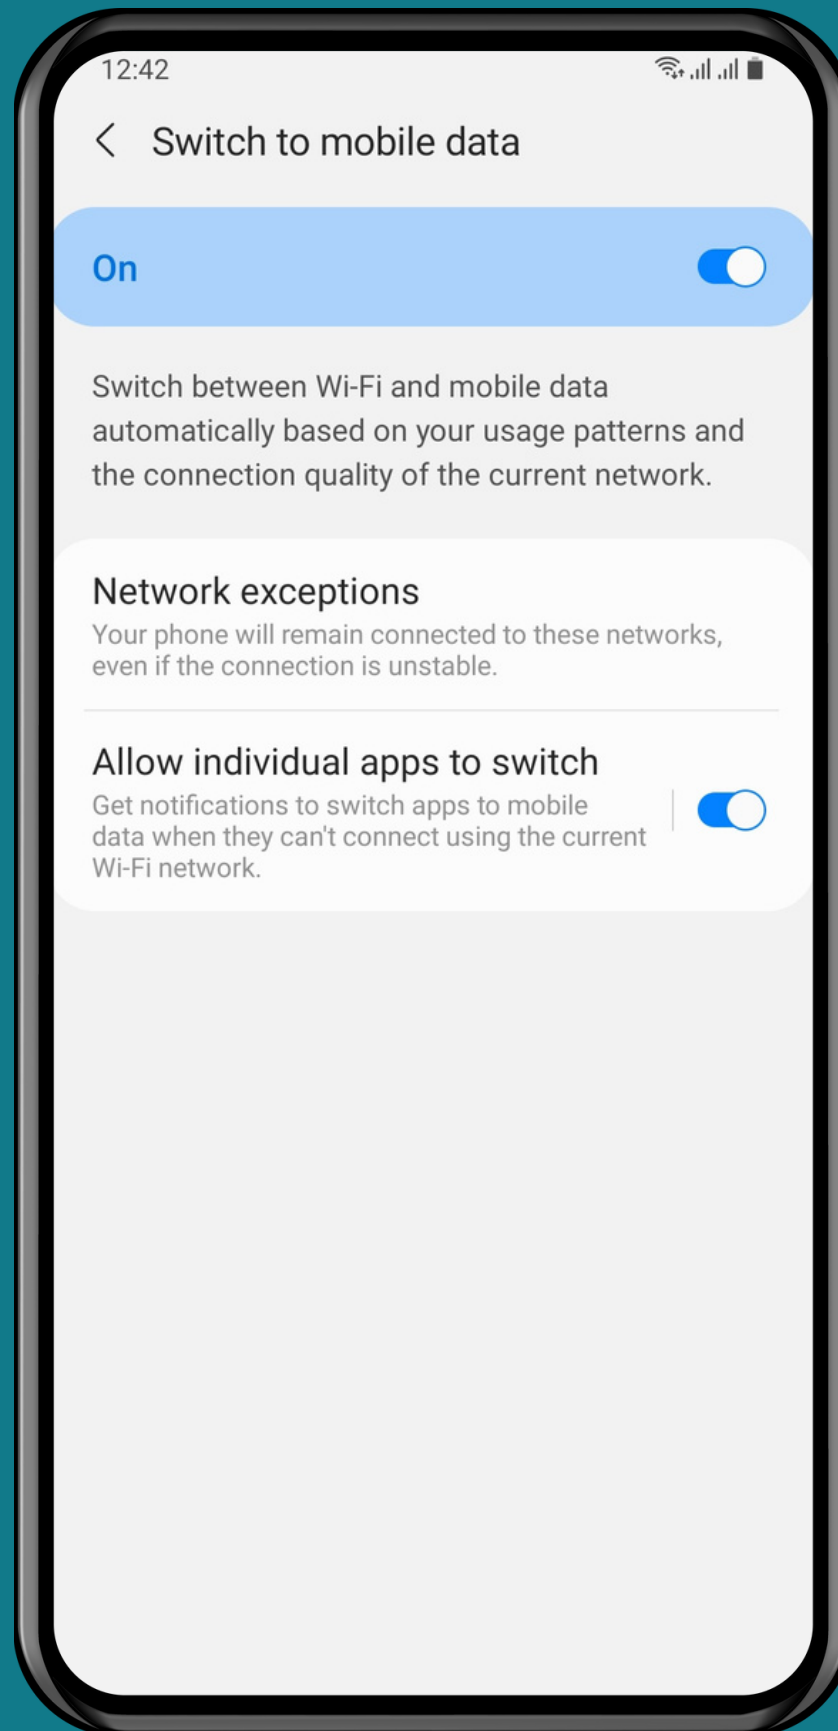 12:42
Switch to mobile data
On
Switch between Wi-Fi and mobile data
automatically based on your usage patterns and
the connection quality of the current network.
Network exceptions
Your phone will remain connected to these networks,
even if the connection is unstable.
Allow individual apps to switch
Get notifications to switch apps to mobile
data when they can't connect using the current
Wi-Fi network.